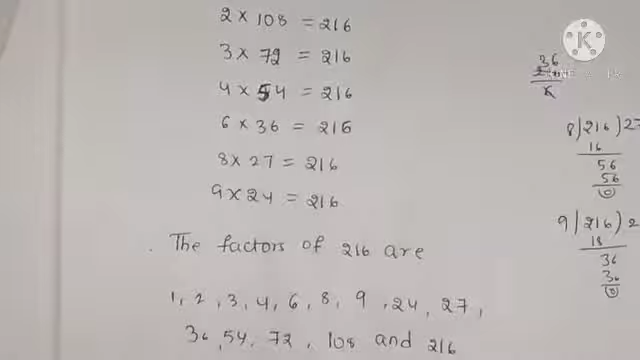 2 × 108 = 216
3 × 72 = 216
4 × 54 = 216
6 × 36 = 216
8 × 27 = 216
9 × 24 = 216
The factors of 216 are
1, 2, 3, 4, 6, 8, 9, 24, 27,
36, 54, 72, 108 and 216
36
8)216)27
16
56
56
0
9)216)2
18
36
36
0
K